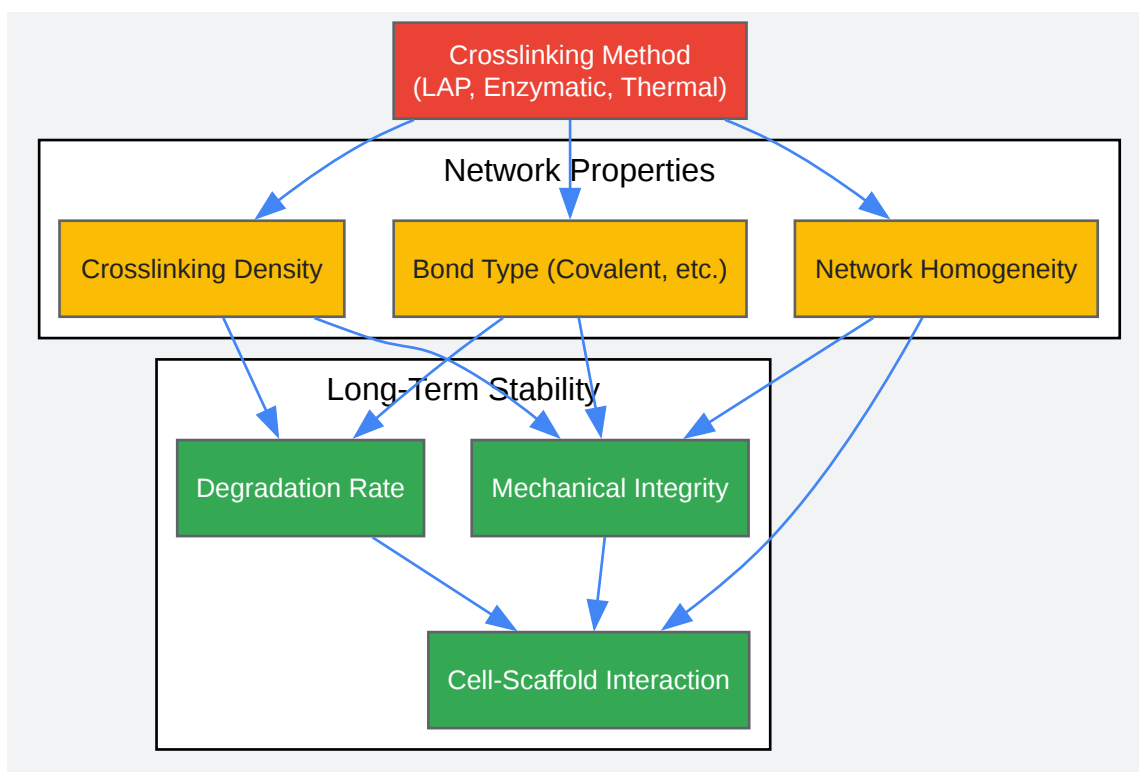 Crosslinking Method
(LAP, Enzymatic, Thermal)
Network Properties
Crosslinking Density
Bond Type (Covalent, etc.)
Network Homogeneity
Long-Term Stability
Degradation Rate
Mechanical Integrity
Cell-Scaffold Interaction